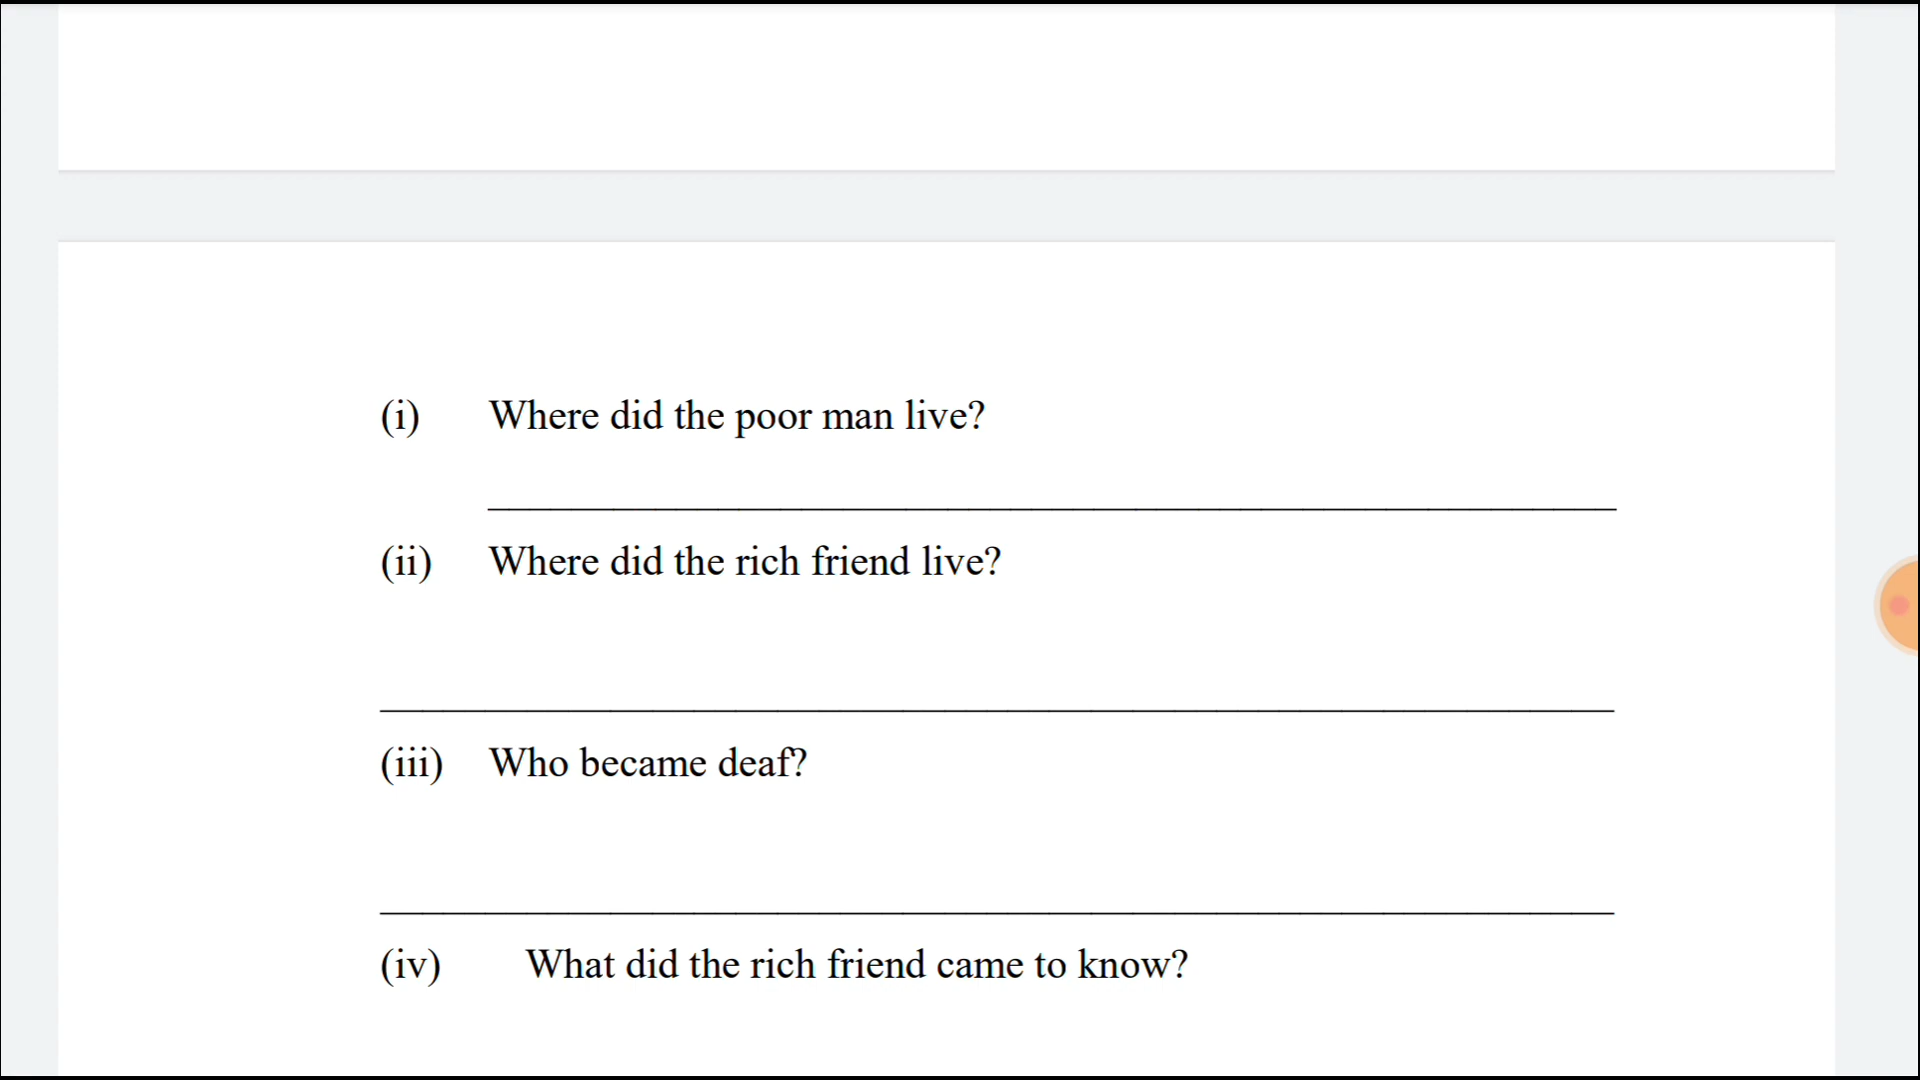 (i) Where did the poor man live?
(ii) Where did the rich friend live?
(iii) Who became deaf?
(iv) What did the rich friend came to know?